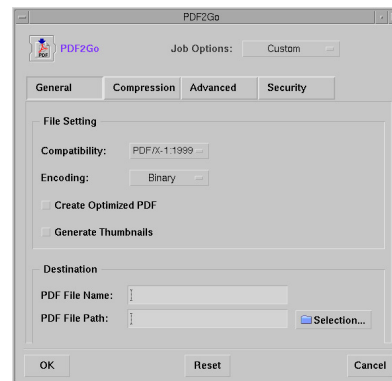 PDF2Go
PDF
PDF2Go
Job Options:
Custom
General
Compression
Advanced
Security
File Setting
Compatibility:
PDF/X-1:1999
Encoding:
Binary
Create Optimized PDF
Generate Thumbnails
Destination
PDF File Name:
PDF File Path:
Selection...
OK
Reset
Cancel